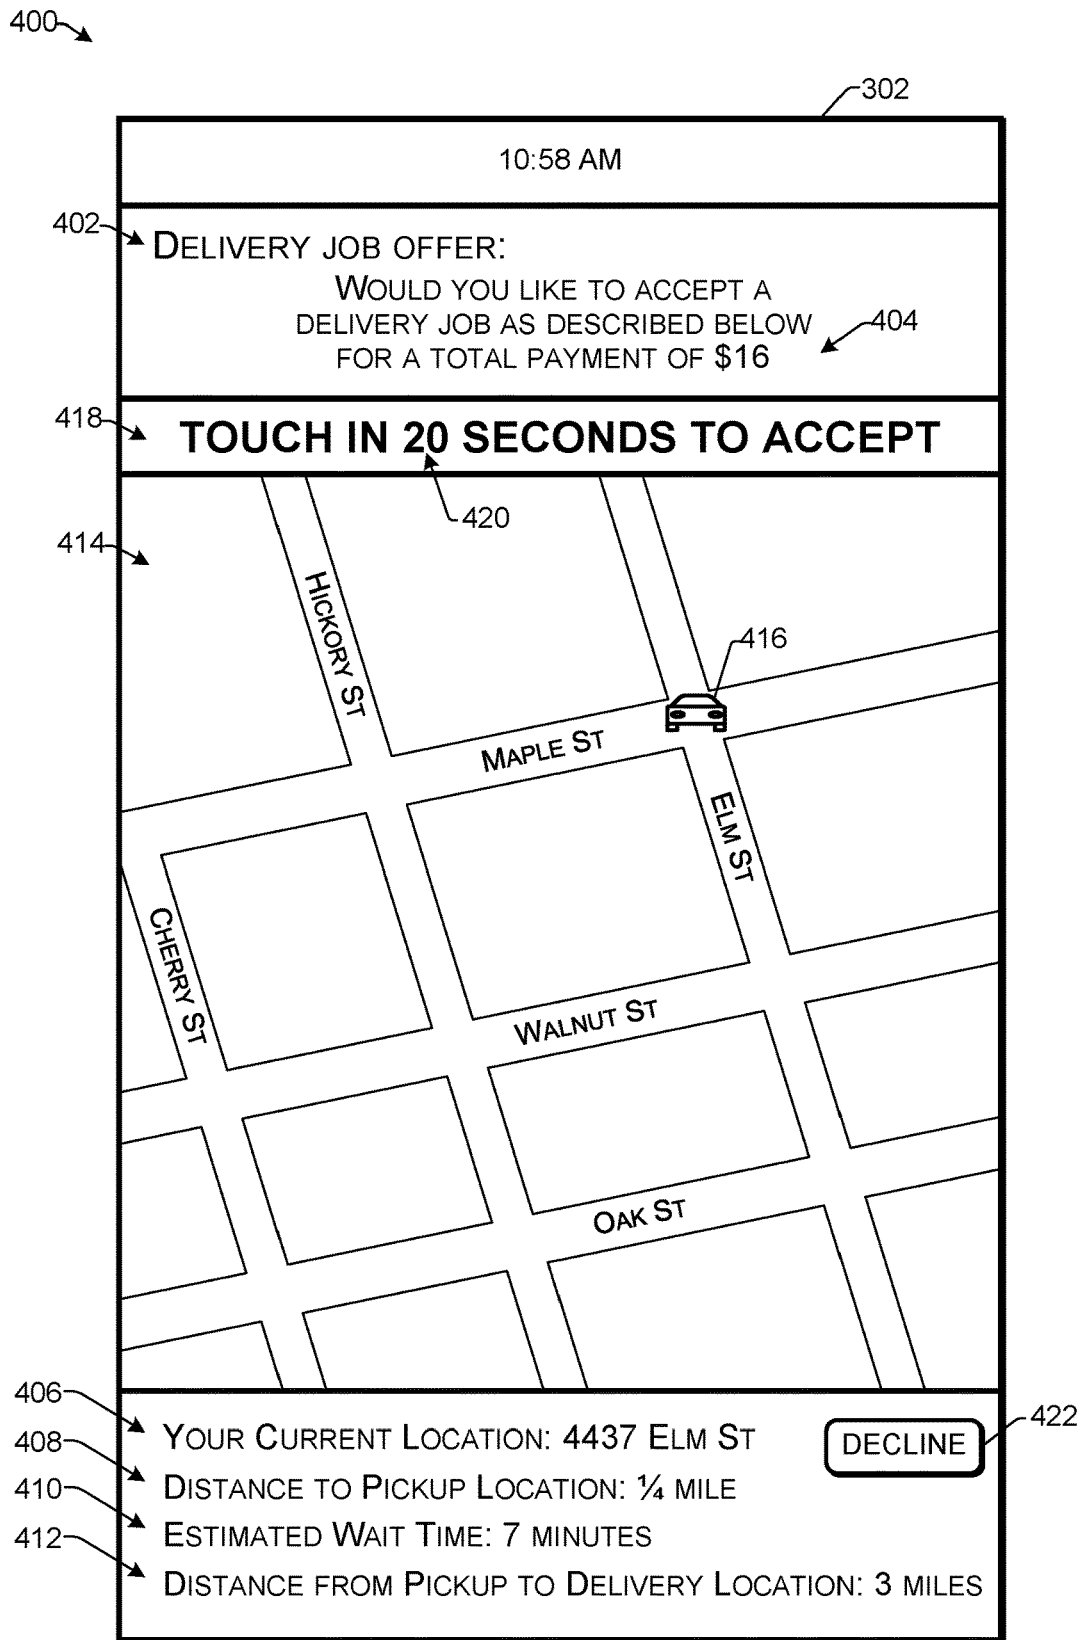 400
302
10:58 AM
402
DELIVERY JOB OFFER:
WOULD YOU LIKE TO ACCEPT A
DELIVERY JOB AS DESCRIBED BELOW
404
FOR A TOTAL PAYMENT OF $16
418
TOUCH IN 20 SECONDS TO ACCEPT
420
414
HICKORY ST
416
MAPLE ST
ELM ST
CHERRY ST
WALNUT ST
OAK ST
406
YOUR CURRENT LOCATION: 4437 ELM ST
DECLINE
422
408
DISTANCE TO PICKUP LOCATION: ¼ MILE
410
ESTIMATED WAIT TIME: 7 MINUTES
412
DISTANCE FROM PICKUP TO DELIVERY LOCATION: 3 MILES